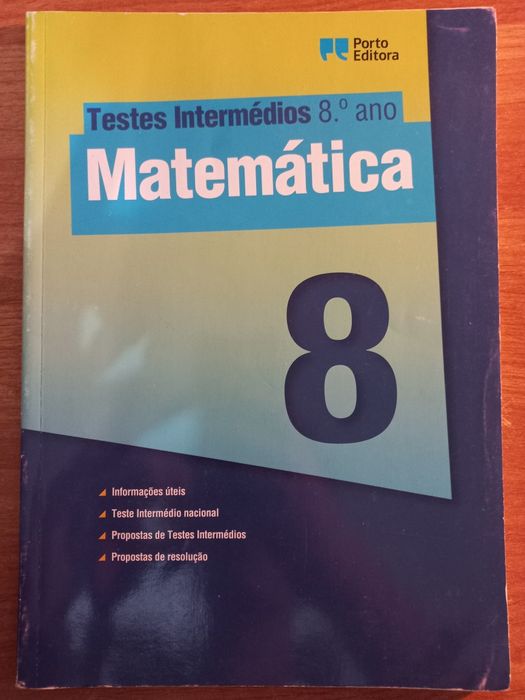 Porto
Editora
Testes Intermédios 8.º ano
Matemática
8
Informações úteis
Teste Intermédio nacional
Propostas de Testes Intermédios
Propostas de resolução